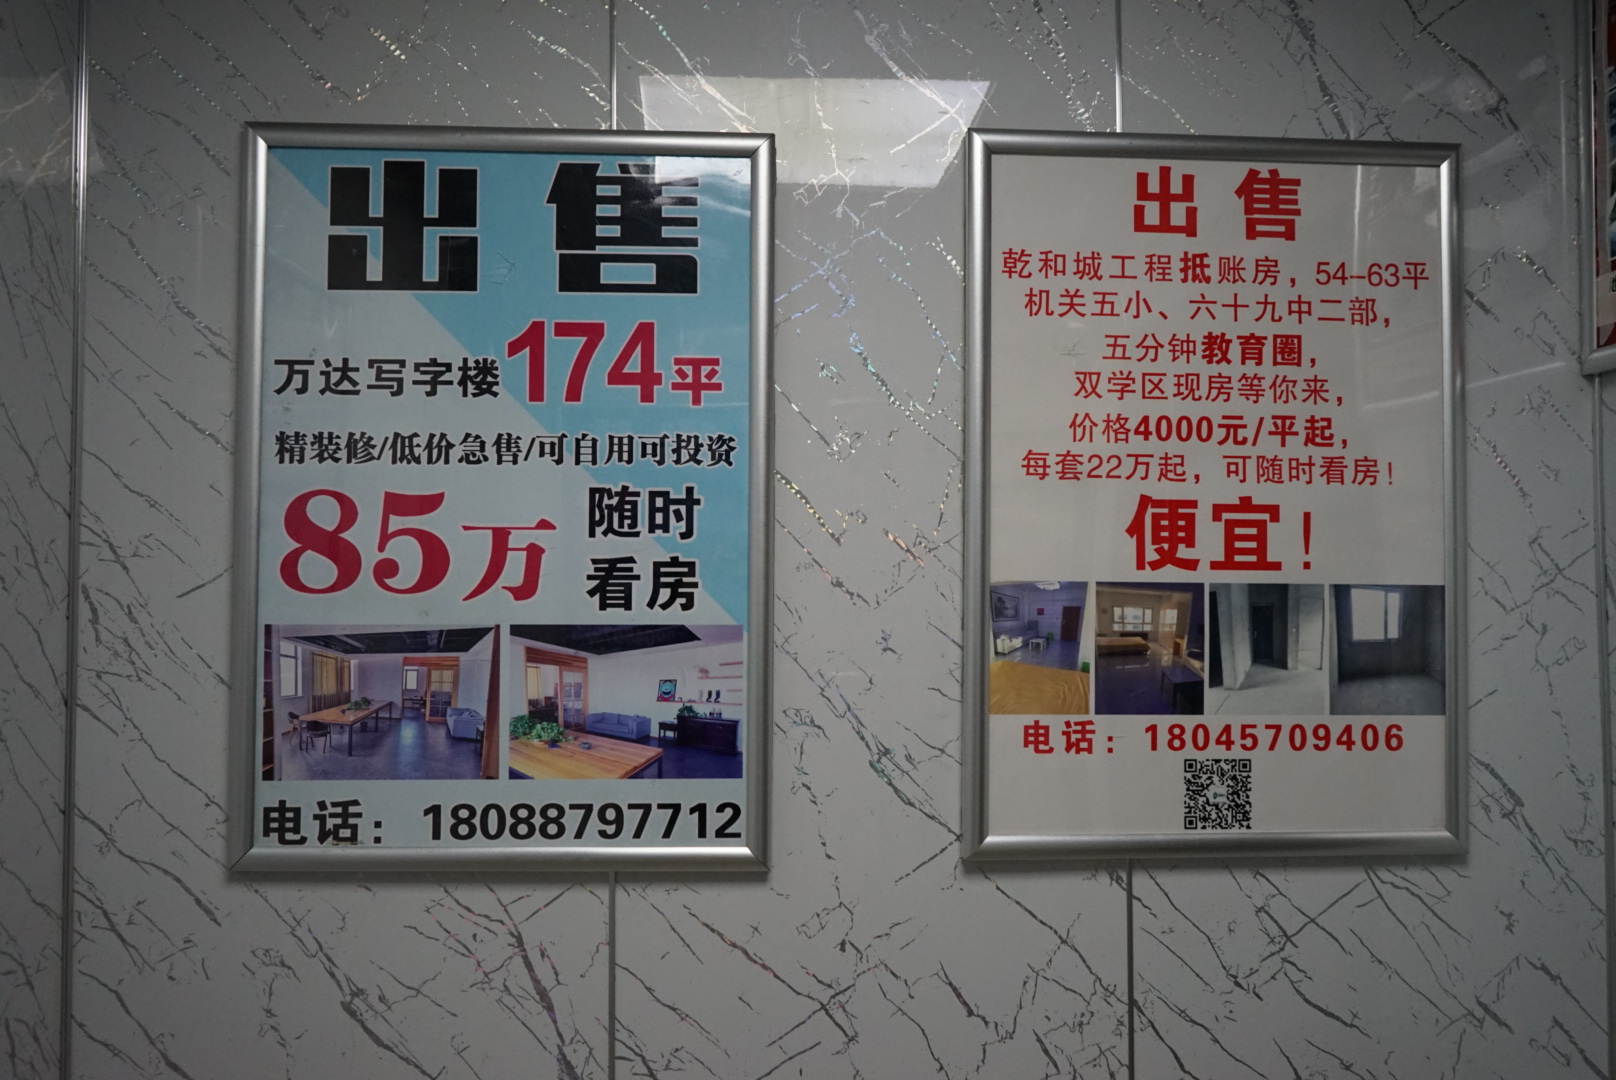 出售
万达写字楼174平
精装修/低价急售/可自用可投资
85万
随时
看房
电话：18088797712
出售
乾和城工程抵账房，54-63平
机关五小、六十九中二部，
五分钟教育圈，
双学区现房等你来，
价格4000元/平起，
每套22万起，可随时看房！
便宜！
电话：18045709406